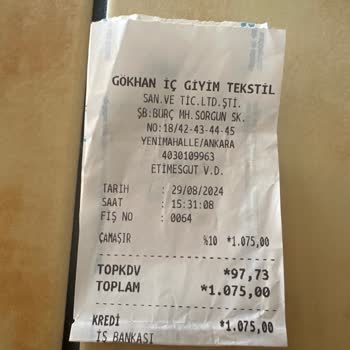 GÖKHAN İÇ GİYİM TEKSTİL
SAN.VE TİC.LTD.ŞTİ.
ŞB:BURÇ MH.SORGUN SK.
NO:18/42-43-44-45
YENİMAHALLE/ANKARA
4030109963
ETİMESGUT V.D.
TARİH : 29/08/2024
SAAT : 15:31:08
FİŞ NO : 0064
ÇAMAŞIR %10 *1.075,00
TOPKDV *97,73
TOPLAM *1.075,00
KREDİ *1.075,00
İŞ BANKASI